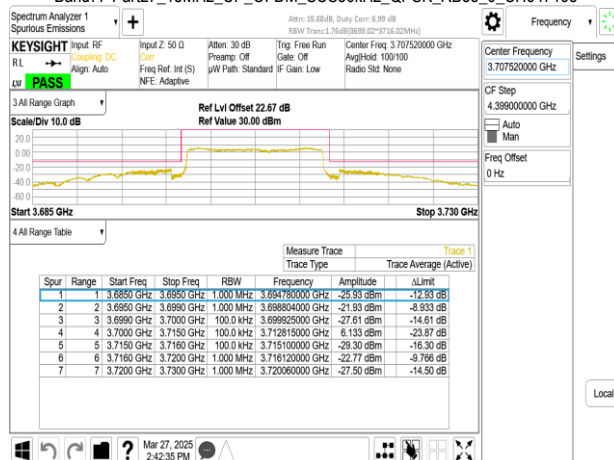 Spectrum Analyzer 1
Spurious Emissions
Attn: 15.68dB, Duty Corr: 6.99 dB
RBW Trans:1.76dB(3699.02~3716.02MHz)
Frequency
Settings
KEYSIGHT
RL
LXI
PASS
Input: RF
Coupling: DC
Align: Auto
Input Z: 50 Ω
Corr
Freq Ref: Int (S)
NFE: Adaptive
Atten: 30 dB
Preamp: Off
µW Path: Standard
Trig: Free Run
Gate: Off
IF Gain: Low
Center Freq: 3.707520000 GHz
Avg|Hold: 100/100
Radio Std: None
Center Frequency
3.707520000 GHz
CF Step
4.399000000 GHz
Auto
Man
Freq Offset
0 Hz
3 All Range Graph
Scale/Div 10.0 dB
Ref Lvl Offset 22.67 dB
Ref Value 30.00 dBm
20.0
0.00
-20.0
-40.0
-60.0
Start 3.685 GHz
Stop 3.730 GHz
4 All Range Table
Measure Trace Trace 1
Trace Type Trace Average (Active)
Spur Range Start Freq Stop Freq RBW Frequency Amplitude ΔLimit
1 1 3.6850 GHz 3.6950 GHz 1.000 MHz 3.694780000 GHz -25.93 dBm -12.93 dB
2 2 3.6950 GHz 3.6990 GHz 1.000 MHz 3.698804000 GHz -21.93 dBm -8.933 dB
3 3 3.6990 GHz 3.7000 GHz 100.0 kHz 3.699925000 GHz -27.61 dBm -14.61 dB
4 4 3.7000 GHz 3.7150 GHz 100.0 kHz 3.712815000 GHz 6.133 dBm -23.87 dB
5 5 3.7150 GHz 3.7160 GHz 100.0 kHz 3.715100000 GHz -29.30 dBm -16.30 dB
6 6 3.7160 GHz 3.7200 GHz 1.000 MHz 3.716120000 GHz -22.77 dBm -9.766 dB
7 7 3.7200 GHz 3.7300 GHz 1.000 MHz 3.720060000 GHz -27.50 dBm -14.50 dB
Local
Mar 27, 2025
2:42:35 PM